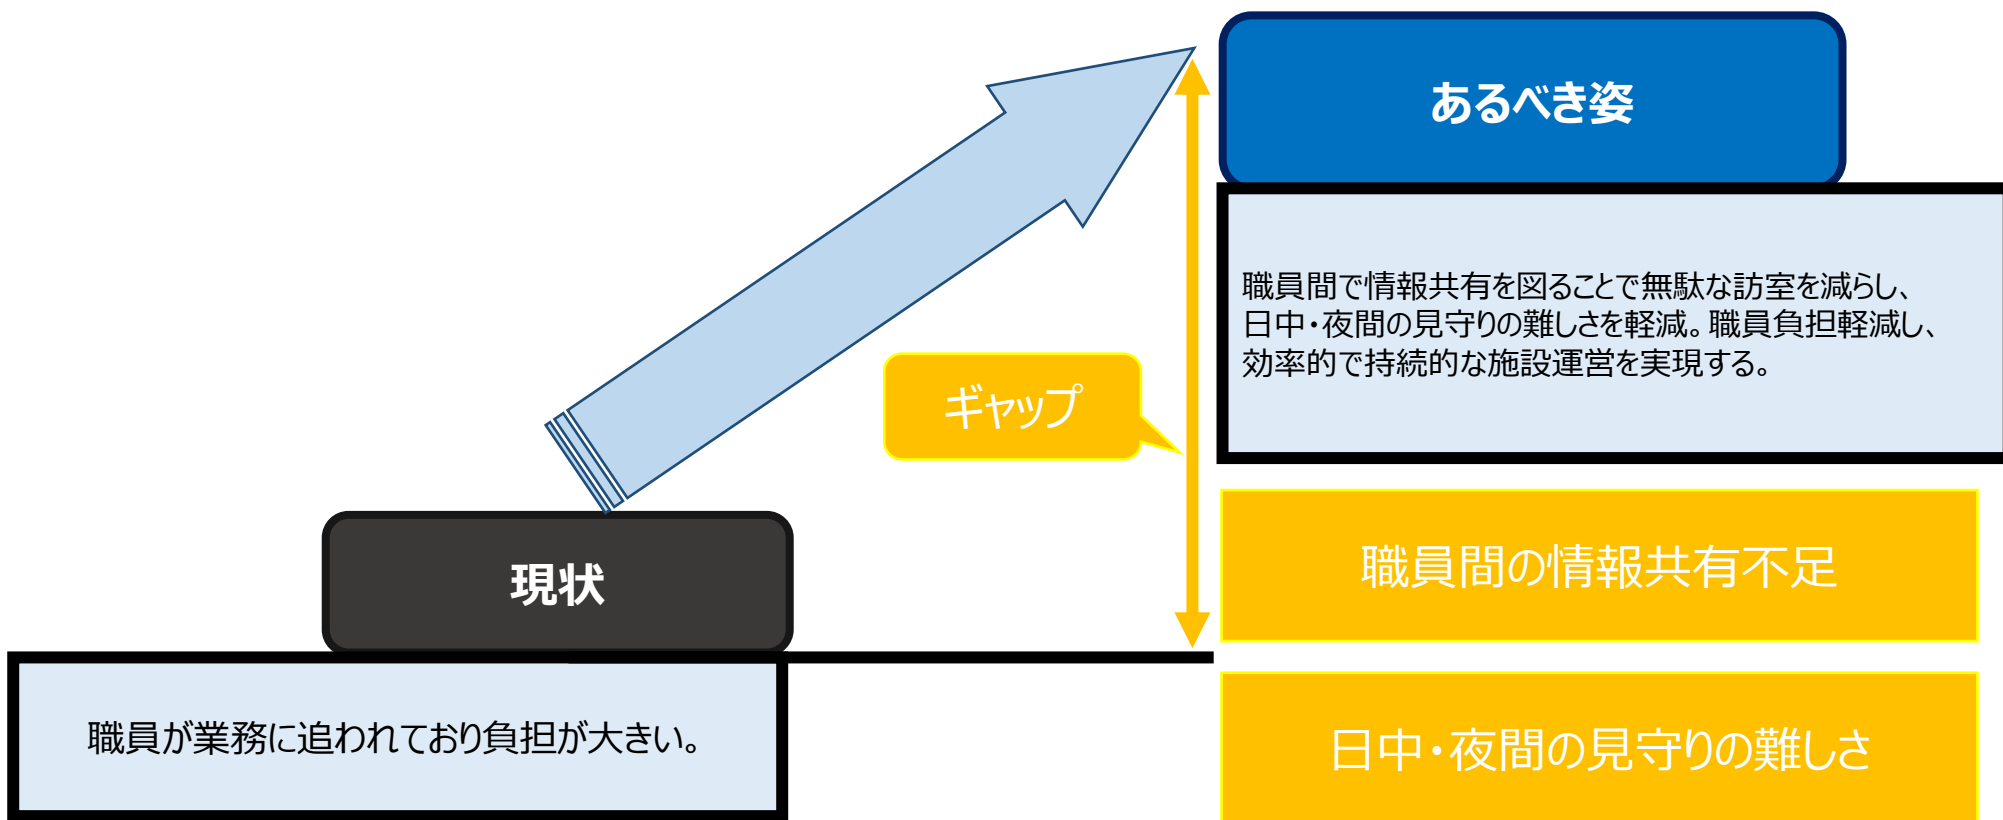 あるべき姿
職員間で情報共有を図ることで無駄な訪室を減らし、
日中・夜間の見守りの難しさを軽減。職員負担軽減し、
効率的で持続的な施設運営を実現する。
ギャップ
職員間の情報共有不足
現状
職員が業務に追われており負担が大きい。
日中・夜間の見守りの難しさ